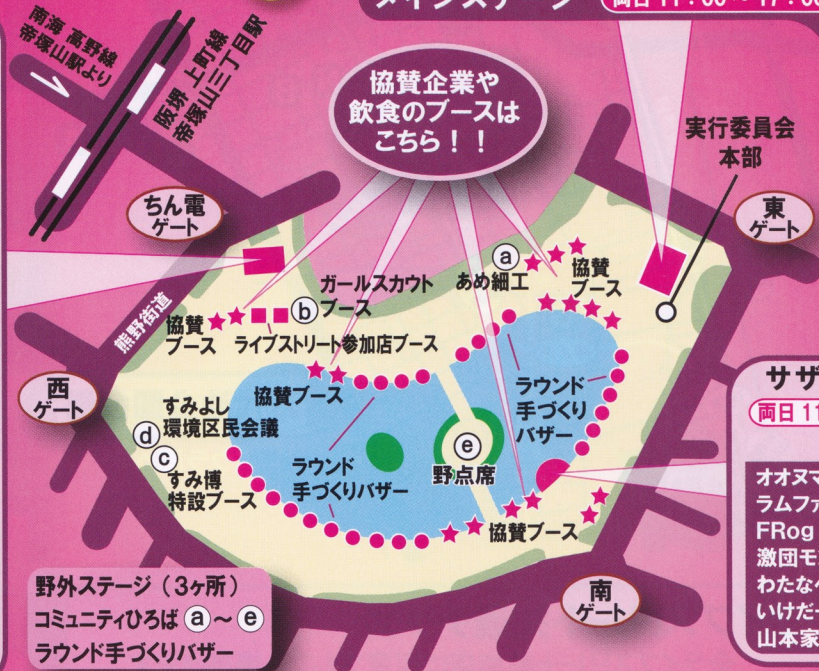 メインステージ
両日11:00～17:00
南海 高野線
帝塚山駅より
阪堺 上町線
帝塚山三丁目駅
協賛企業や
飲食のブースは
こちら！！
実行委員会
本部
ちん電
ゲート
東
ゲート
熊野街道
ⓐ
あめ細工
協賛
ブース
ガールスカウト
ⓑブース
協賛
ブース
ライブストリート参加店ブース
西
ゲート
協賛ブース
ラウンド
手づくり
バザー
すみよし
ⓓ環境区民会議
ⓒ
すみ博
特設ブース
ラウンド
手づくりバザー
ⓔ
野点席
協賛ブース
南
ゲート
野外ステージ（3ヶ所）
コミュニティひろば ⓐ～ⓔ
ラウンド手づくりバザー
サザ
両日11
オオヌマ
ラムファ
FRog
激団モ
わたなべ
いけだ
山本家